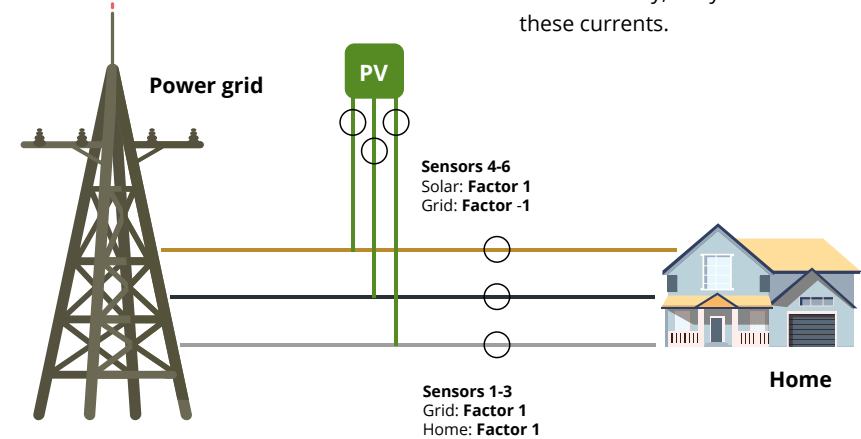 these currents.
Power grid
PV
Sensors 4-6
Solar: Factor 1
Grid: Factor -1
Home
Sensors 1-3
Grid: Factor 1
Home: Factor 1